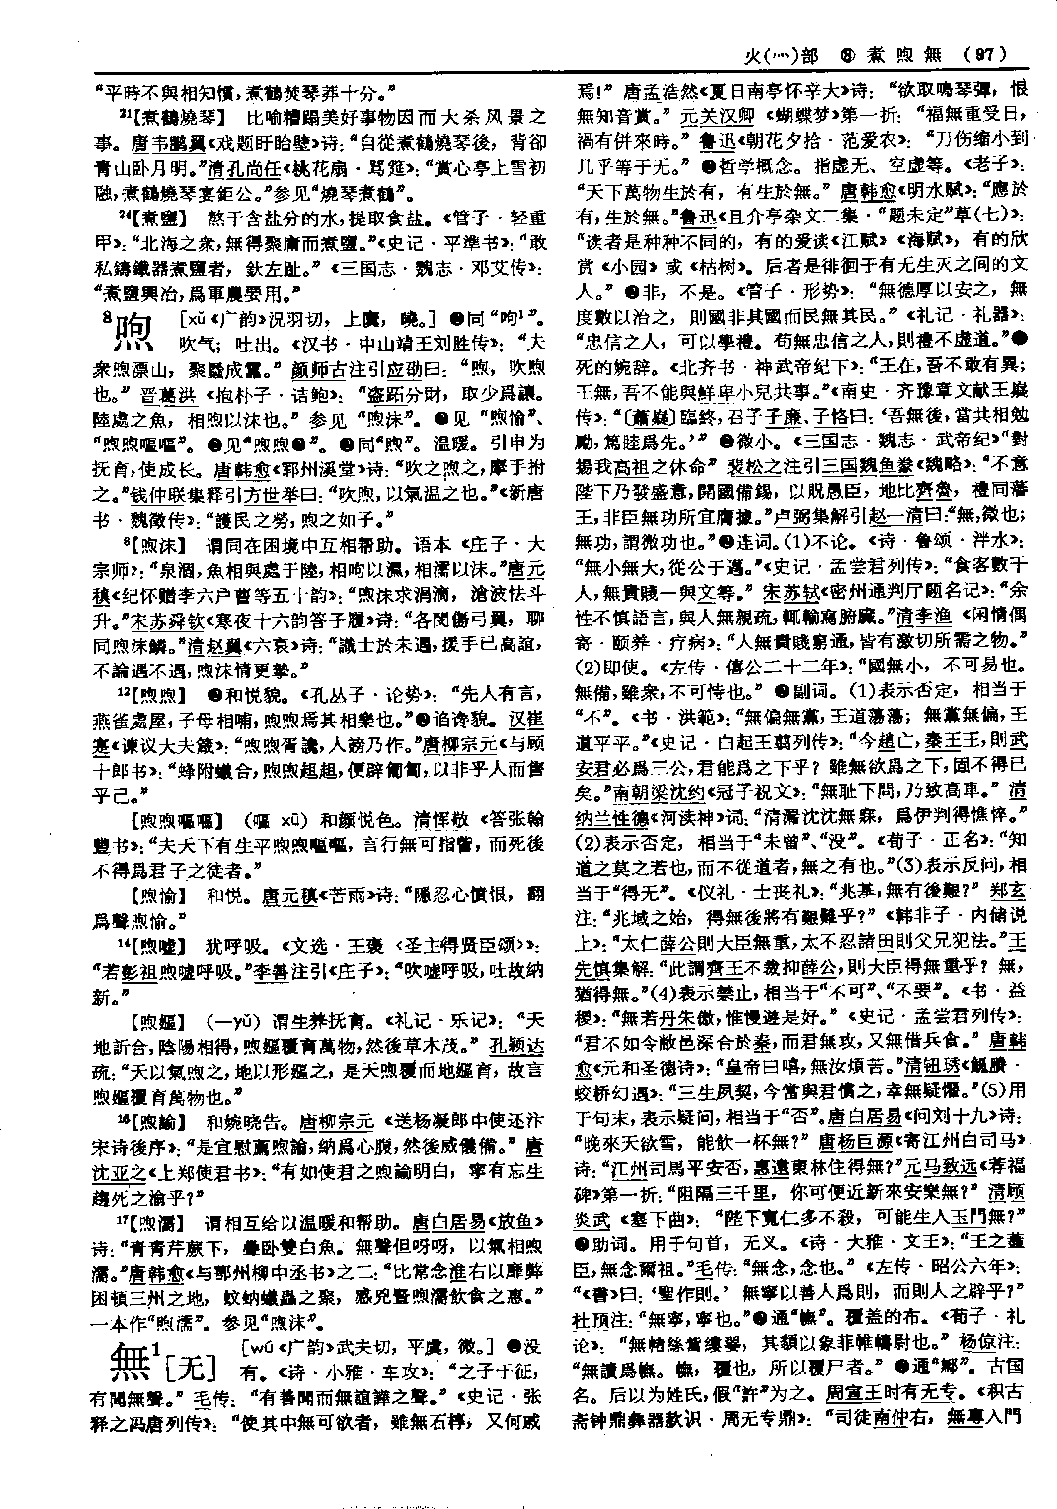 火(灬)部 ⑧ 煮 煦 無 (97)
“平時不與相知慣，煮鶴焚琴莽十分。”
21【煮鶴燒琴】 比喻糟蹋美好事物因而大杀风景之
事。唐韦鹏翼《戏题盱眙壁》诗：“自從煮鶴燒琴後，背卻
青山卧月明。”清孔尚任《桃花扇·骂筵》：“赏心亭上雪初
融，煮鶴燒琴宴鉅公。”参见“燒琴煮鶴”。
24【煮鹽】 熬干含盐分的水，提取食盐。《管子·轻重
甲》：“北海之衆，無得聚庸而煮鹽。”《史记·平準书》：“敢
私鑄鐵器煮鹽者，釱左趾。”《三国志·魏志·邓艾传》：
“煮鹽興冶，爲軍農要用。”
8煦 [xǔ《广韵》况羽切，上麌，曉。] ❶同“呴1”。
吹气；吐出。《汉书·中山靖王刘胜传》：“夫
衆煦漂山，聚蟁成靁。”颜师古注引应劭曰：“煦，吹煦
也。”晋葛洪《抱朴子·诘鲍》：“盗跖分財，取少爲讓。
陸處之魚，相煦以沫也。”参见“煦沫”。❷见“煦愉”、
“煦煦嘔嘔”。❸见“煦煦❷”。❹同“煦”。温暖。引申为
抚育，使成长。唐韩愈《郓州溪堂》诗：“吹之煦之，摩手拊
之。”钱仲联集释引方世举曰：“吹煦，以氣温之也。”《新唐
书·魏徵传》：“護民之勞，煦之如子。”
8【煦沫】 谓同在困境中互相帮助。语本《庄子·大
宗师》：“泉涸，魚相與處于陸，相呴以濕，相濡以沫。”唐元
稹《纪怀赠李六户曹等五十韵》：“煦沫求涓滴，滄波怯斗
升。”宋苏舜钦《寒夜十六韵答子履》诗：“各閔傷弓翼，聊
同煦沫鱗。”清赵翼《六哀》诗：“識士於未遇，援手已高誼，
不論遇不遇，煦沫情更摯。”
12【煦煦】 ❶和悦貌。《孔丛子·论势》：“先人有言，
燕雀處屋，子母相哺，煦煦焉其相樂也。”❷谄谗貌。汉崔
寔《谏议大夫箴》：“煦煦胥讒，人謗乃作。”唐柳宗元《与顾
十郎书》：“蜂附蟻合，煦煦趄趄，便辟匍匐，以非乎人而售
乎己。”
【煦煦嘔嘔】 (嘔 xū) 和颜悦色。清恽敬《答张翰
豐书》：“夫天下有生平煦煦嘔嘔，言行無可指訾，而死後
不得爲君子之徒者。”
【煦愉】 和悦。唐元稹《苦雨》诗：“隱忍心憤恨，翻
爲聲煦愉。”
14【煦嘘】 犹呼吸。《文选·王褒〈圣主得贤臣颂〉》：
“若彭祖煦嘘呼吸。”李善注引《庄子》：“吹嘘呼吸，吐故納
新。”
【煦嫗】 (—yǔ) 谓生养抚育。《礼记·乐记》：“天
地訢合，陰陽相得，煦嫗覆育萬物，然後草木茂。”孔颖达
疏：“天以氣煦之，地以形嫗之，是天煦覆而地嫗育，故言
煦嫗覆育萬物也。”
16【煦諭】 和婉晓告。唐柳宗元《送杨凝郎中使还汴
宋诗後序》：“是宜慰薦煦諭，納爲心腹，然後威儀備。”唐
沈亚之《上郑使君书》：“有如使君之煦諭明白，寧有忘生
趨死之渝乎？”
17【煦濡】 谓相互给以温暖和帮助。唐白居易《放鱼》
诗：“青青芹蕨下，疊卧雙白魚。無聲但呀呀，以氣相煦
濡。”唐韩愈《与鄂州柳中丞书》之二：“比常念淮右以靡弊
困頓三州之地，蚊蚋蟻蟲之聚，感兇豎煦濡飲食之惠。”
一本作“煦濡”。参见“煦沫”。
無1[无] [wú《广韵》武夫切，平虞，微。] ❶没
有。《诗·小雅·车攻》：“之子于征，
有聞無聲。”毛传：“有善聞而無諠譁之聲。”《史记·张
释之冯唐列传》：“使其中無可欲者，雖無石椁，又何戚
焉！”唐孟浩然《夏日南亭怀辛大》诗：“欲取鳴琴彈，恨
無知音賞。”元关汉卿《蝴蝶梦》第一折：“福無重受日，
禍有併來時。”鲁迅《朝花夕拾·范爱农》：“刀伤缩小到
几乎等于无。”❷哲学概念。指虚无、空虚等。《老子》：
“天下萬物生於有，有生於無。”唐韩愈《明水赋》：“應於
有，生於無。”鲁迅《且介亭杂文二集·“题未定”草(七)》：
“读者是种种不同的，有的爱读《江赋》《海赋》，有的欣
赏《小园》或《枯树》。后者是徘徊于有无生灭之间的文
人。”❸非，不是。《管子·形势》：“無德厚以安之，無
度數以治之，則國非其國而民無其民。”《礼记·礼器》：
“忠信之人，可以學禮。苟無忠信之人，則禮不虚道。”❹
死的婉辞。《北齐书·神武帝纪下》：“王在，吾不敢有異；
王無，吾不能與鮮卑小兒共事。”《南史·齐豫章文献王嶷
传》：“〔蕭嶷〕臨終，召子子廉、子恪曰：‘吾無後，當共相勉
勵，篤睦爲先。’”❺微小。《三国志·魏志·武帝纪》“對
揚我高祖之休命”裴松之注引三国魏鱼豢《魏略》：“不意
陛下乃發盛意，開國備錫，以貺愚臣，地比齊魯，禮同藩
王，非臣無功所宜膺據。”卢弼集解引赵一清曰：“無，微也；
無功，謂微功也。”❻连词。(1)不论。《诗·鲁颂·泮水》：
“無小無大，從公于邁。”《史记·孟尝君列传》：“食客數千
人，無貴賤一與文等。”宋苏轼《密州通判厅题名记》：“余
性不慎語言，與人無親疏，輒輸寫腑臟。”清李渔《闲情偶
寄·颐养·疗病》：“人無貴賤窮通，皆有激切所需之物。”
(2)即使。《左传·僖公二十二年》：“國無小，不可易也。
無備，雖衆，不可恃也。”❼副词。(1)表示否定，相当于
“不”。《书·洪範》：“無偏無黨，王道蕩蕩；無黨無偏，王
道平平。”《史记·白起王翦列传》：“今趙亡，秦王王，則武
安君必爲三公，君能爲之下乎？雖無欲爲之下，固不得已
矣。”南朝梁沈约《冠子祝文》：“無恥下問，乃致高車。”清
纳兰性德《河渎神》词：“清漏沈沈無寐，爲伊判得憔悴。”
(2)表示否定，相当于“未曾”、“没”。《荀子·正名》：“知
道之莫之若也，而不從道者，無之有也。”(3)表示反问，相
当于“得无”。《仪礼·士丧礼》：“兆基，無有後艱？”郑玄
注：“兆域之始，得無後將有艱難乎？”《韩非子·内储说
上》：“太仁薛公則大臣無重，太不忍諸田則父兄犯法。”王
先慎集解：“此謂齊王不裁抑薛公，則大臣得無重乎？無，
猶得無。”(4)表示禁止，相当于“不可”、“不要”。《书·益
稷》：“無若丹朱傲，惟慢遊是好。”《史记·孟尝君列传》：
“君不如令敝邑深合於秦，而君無攻，又無借兵食。”唐韩
愈《元和圣德诗》：“皇帝曰嘻，無汝煩苦。”清钮琇《觚賸·
蛟桥幻遇》：“三生夙契，今當與君償之，幸無疑懼。”(5)用
于句末，表示疑问，相当于“否”。唐白居易《问刘十九》诗：
“晚來天欲雪，能飲一杯無？”唐杨巨源《寄江州白司马》
诗：“江州司馬平安否，惠遠東林住得無？”元马致远《荐福
碑》第一折：“阻隔三千里，你可便近新來安樂無？”清顾
炎武《塞下曲》：“陛下寬仁多不殺，可能生入玉門無？”
❽助词。用于句首，无义。《诗·大雅·文王》：“王之藎
臣，無念爾祖。”毛传：“無念，念也。”《左传·昭公六年》：
“《書》曰：‘聖作則。’無寧以善人爲則，而則人之辟乎？”
杜预注：“無寧，寧也。”❾通“幠”。覆盖的布。《荀子·礼
论》：“無帾絲歶縷翣，其䫉以象菲帷幬尉也。”杨倞注：
“無讀爲幠。幠，覆也，所以覆尸者。”❿通“鄦”。古国
名。后以为姓氏，假“許”为之。周宣王时有无专。《积古
斋钟鼎彝器款识·周无专鼎》：“司徒南仲右，無專入門